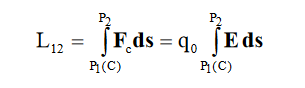 L₁₂ = ∫_{P₁(C)}^{P₂} F_c ds = q₀ ∫_{P₁(C)}^{P₂} E ds